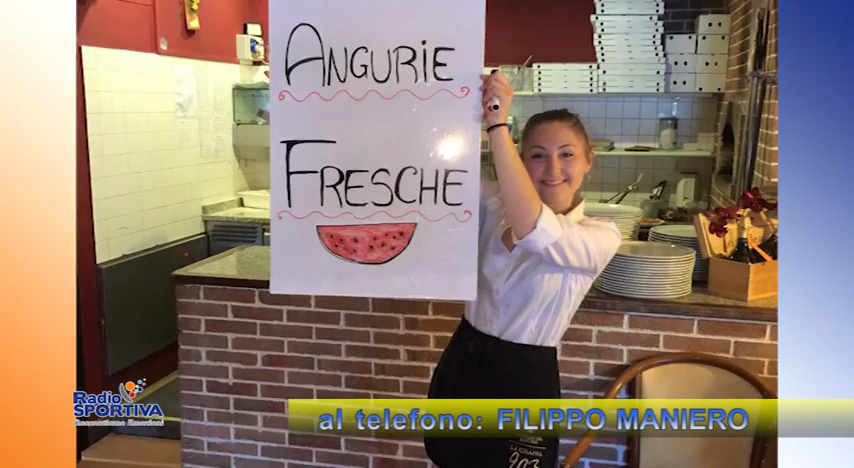 ANGURIE
FRESCHE
Radio
SPORTIVA
al telefono: FILIPPO MANIERO